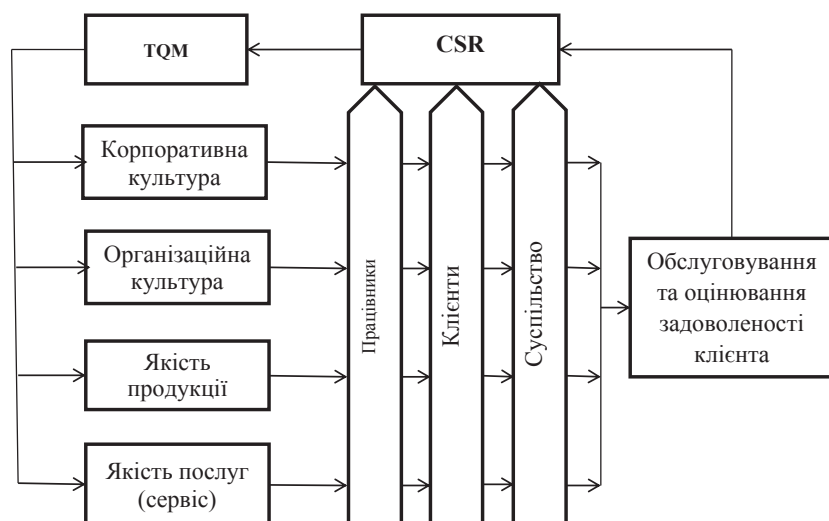 TQM
CSR
Корпоративна
культура
Організаційна
культура
Якість
продукції
Якість послуг
(сервіс)
Працівники
Клієнти
Суспільство
Обслуговування
та оцінювання
задоволеності
клієнта